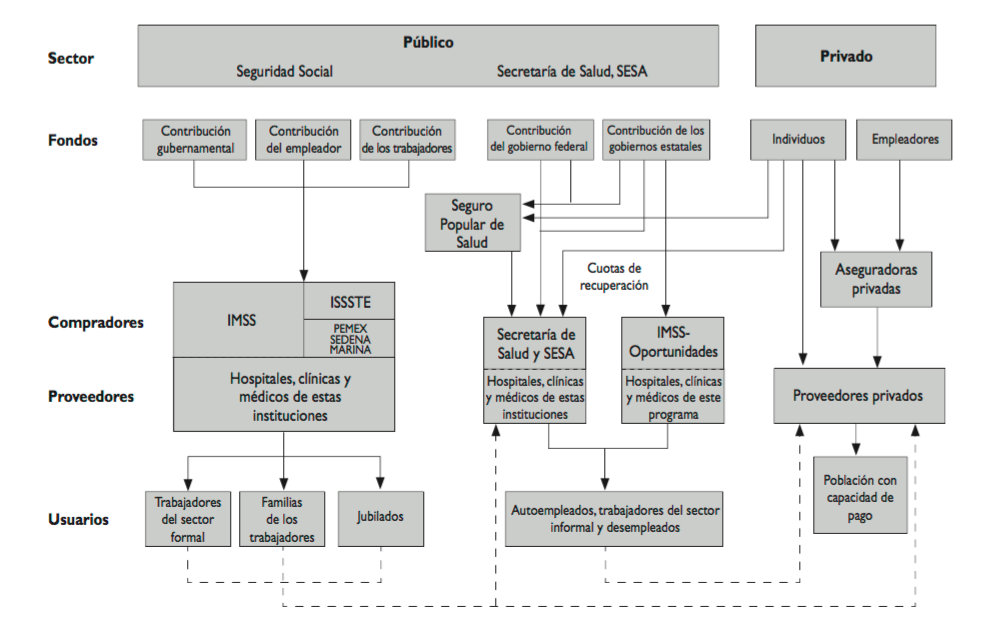 Sector
Público
Seguridad Social
Secretaría de Salud, SESA
Privado
Fondos
Contribución
gubernamental
Contribución
del empleador
Contribución
de los trabajadores
Contribución
del gobierno federal
Contribución de los
gobiernos estatales
Individuos
Empleadores
Seguro
Popular de
Salud
Cuotas de
recuperación
Aseguradoras
privadas
Compradores
IMSS
ISSSTE
PEMEX
SEDENA
MARINA
Secretaría de
Salud y SESA
IMSS-
Oportunidades
Proveedores
Hospitales, clínicas y
médicos de estas
instituciones
Hospitales, clínicas
y médicos de estas
instituciones
Hospitales, clínicas
y médicos de este
programa
Proveedores privados
Usuarios
Trabajadores
del sector
formal
Familias
de los
trabajadores
Jubilados
Autoempleados, trabajadores del sector
informal y desempleados
Población con
capacidad de
pago